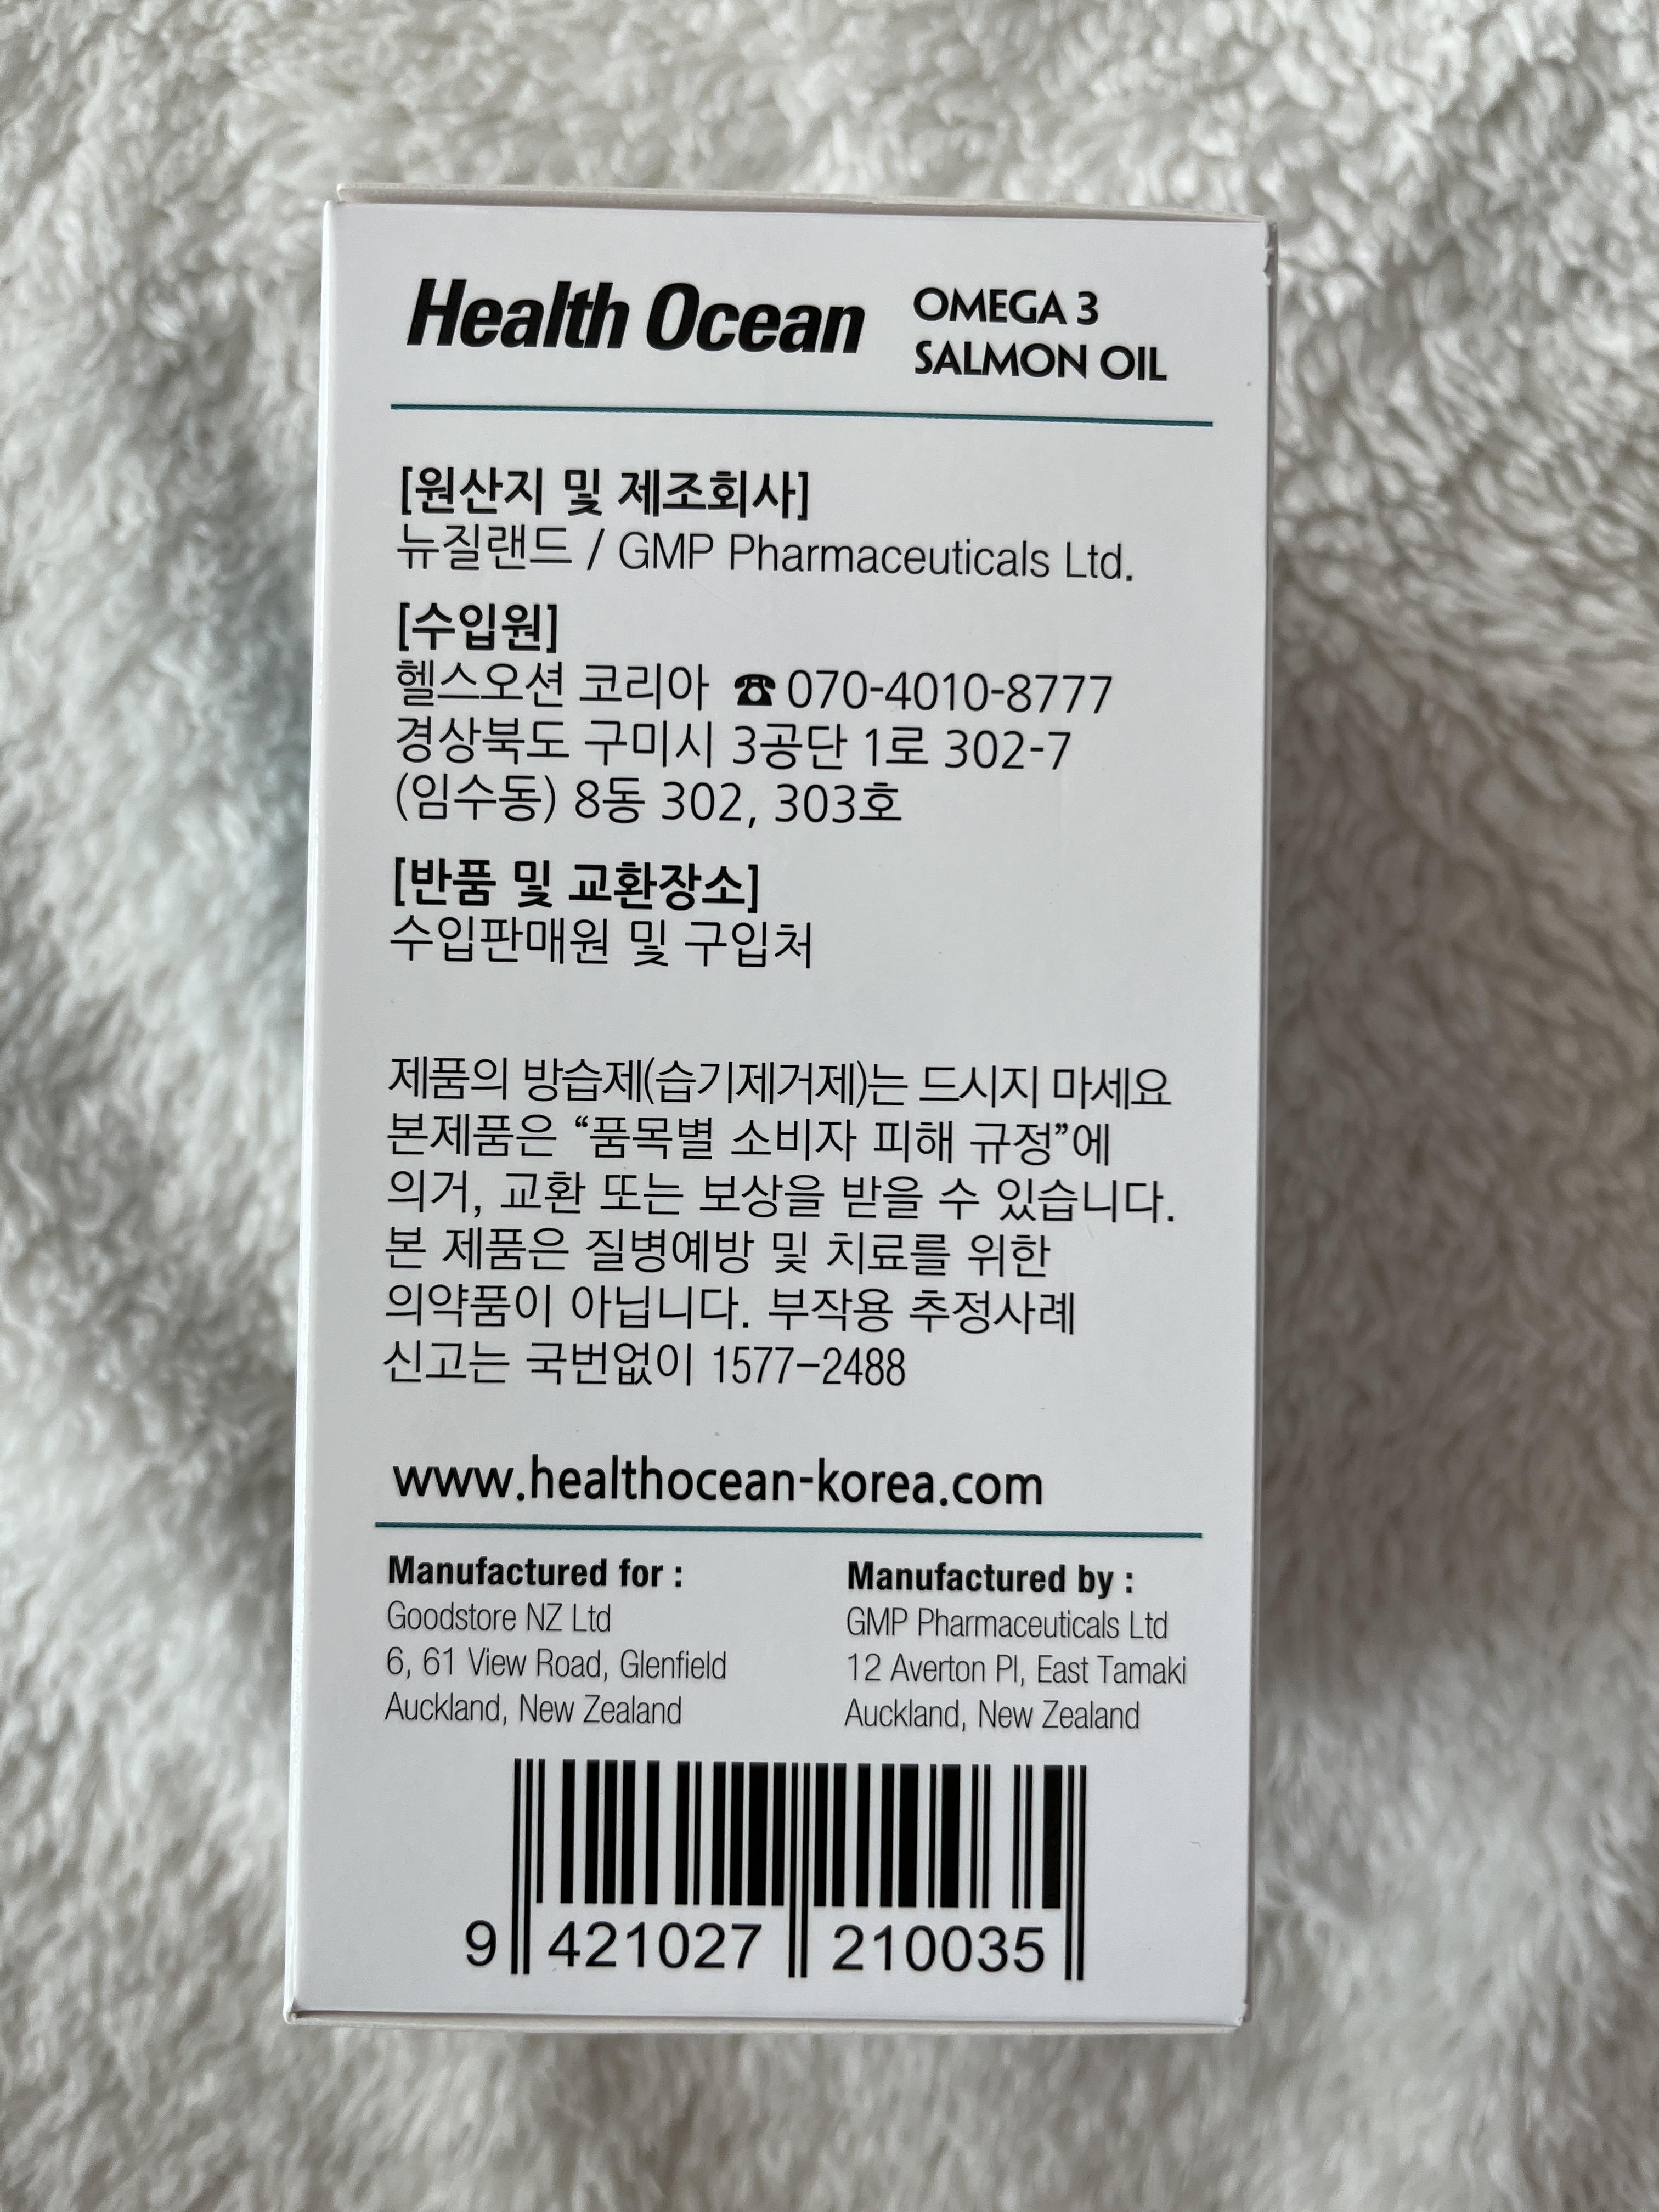 Health Ocean OMEGA 3
SALMON OIL
[원산지 및 제조회사]
뉴질랜드 / GMP Pharmaceuticals Ltd.
[수입원]
헬스오션 코리아 ☎070-4010-8777
경상북도 구미시 3공단 1로 302-7
(임수동) 8동 302, 303호
[반품 및 교환장소]
수입판매원 및 구입처
제품의 방습제(습기제거제)는 드시지 마세요
본제품은 “품목별 소비자 피해 규정”에
의거, 교환 또는 보상을 받을 수 있습니다.
본 제품은 질병예방 및 치료를 위한
의약품이 아닙니다. 부작용 추정사례
신고는 국번없이 1577-2488
www.healthocean-korea.com
Manufactured for :
Goodstore NZ Ltd
6, 61 View Road, Glenfield
Auckland, New Zealand
Manufactured by :
GMP Pharmaceuticals Ltd
12 Averton Pl, East Tamaki
Auckland, New Zealand
9 421027 210035